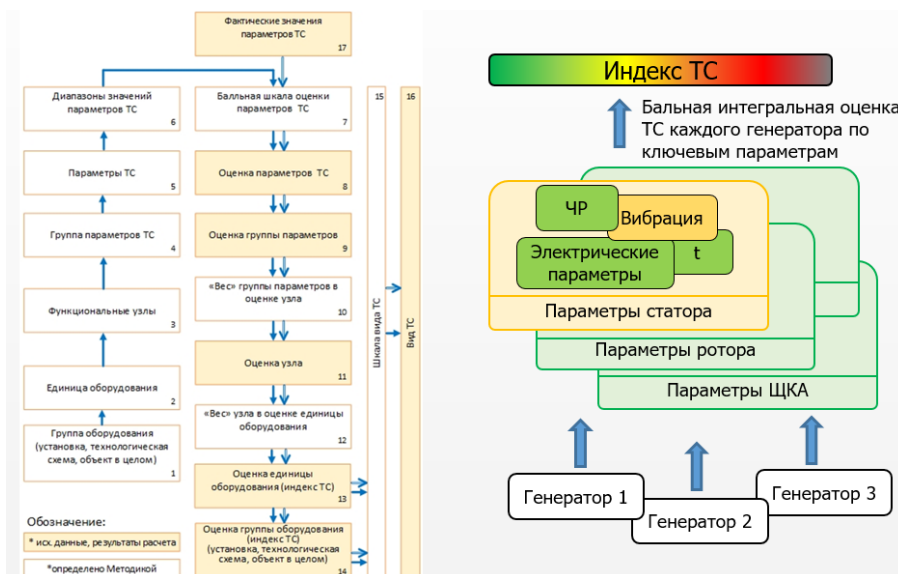 Фактические значения
параметров ТС
17
Диапазоны значений
параметров ТС
6
Балльная шкала оценки
параметров ТС
7
15
16
Параметры ТС
5
Оценка параметров ТС
8
Группа параметров ТС
4
Оценка группы параметров
9
Функциональные узлы
3
«Вес» группы параметров в
оценке узла
10
Шкала вида ТС
Вид ТС
Единица оборудования
2
Оценка узла
11
Группа оборудования
(установка, технологическая
схема, объект в целом)
1
«Вес» узла в оценке единицы
оборудования
12
Оценка единицы
оборудования (индекс ТС)
13
Оценка группы оборудования
(индекс ТС)
(установка, технологическая
схема, объект в целом)
14
Обозначение:
* исх. данные, результаты расчета
*определено Методикой
Индекс ТС
Бальная интегральная оценка
ТС каждого генератора по
ключевым параметрам
ЧР
Вибрация
Электрические
параметры
t
Параметры статора
Параметры ротора
Параметры ЩКА
Генератор 1
Генератор 2
Генератор 3